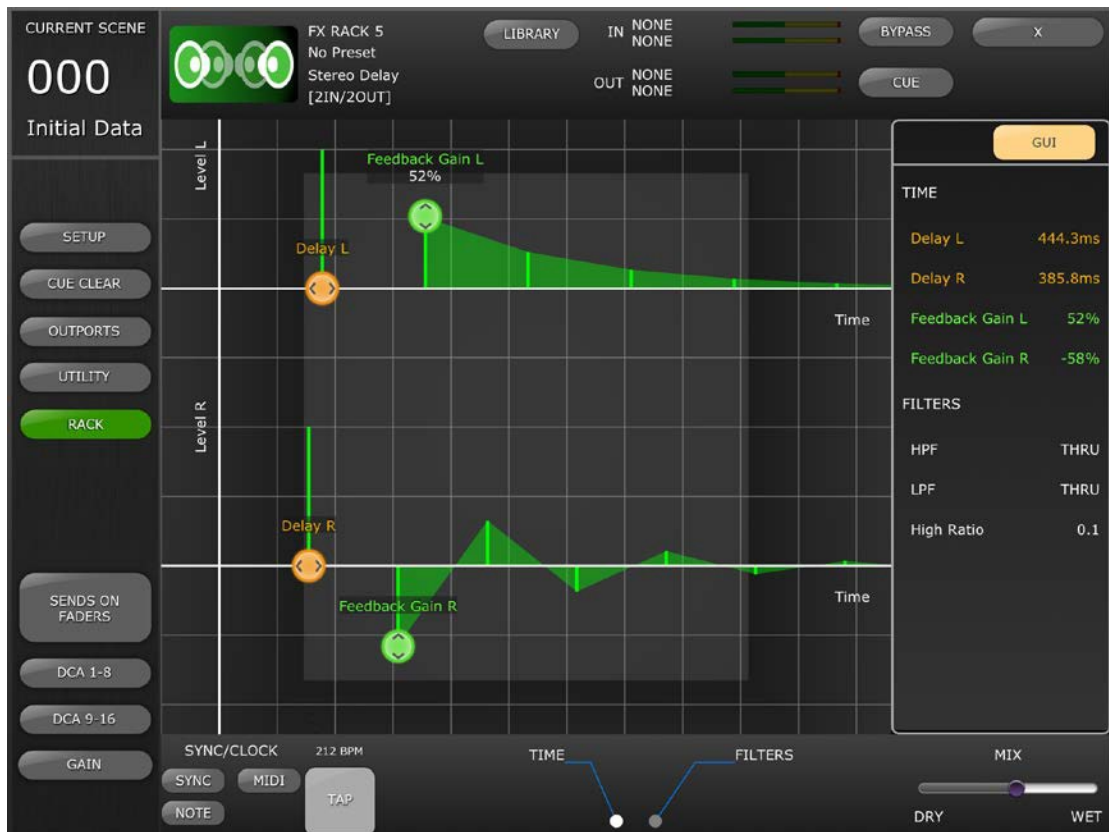 CURRENT SCENE
000
Initial Data
SETUP
CUE CLEAR
OUTPORTS
UTILITY
RACK
SENDS ON
FADERS
DCA 1-8
DCA 9-16
GAIN
FX RACK 5
No Preset
Stereo Delay
[2IN/2OUT]
LIBRARY
IN NONE
NONE
OUT NONE
NONE
BYPASS
X
CUE
Level L
Feedback Gain L
52%
Delay L
Time
Level R
Delay R
Feedback Gain R
Time
GUI
TIME
Delay L 444.3ms
Delay R 385.8ms
Feedback Gain L 52%
Feedback Gain R -58%
FILTERS
HPF THRU
LPF THRU
High Ratio 0.1
SYNC/CLOCK 212 BPM
SYNC MIDI
NOTE
TAP
TIME FILTERS
MIX
DRY WET